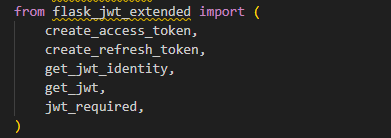 from flask_jwt_extended import (
    create_access_token,
    create_refresh_token,
    get_jwt_identity,
    get_jwt,
    jwt_required,
)